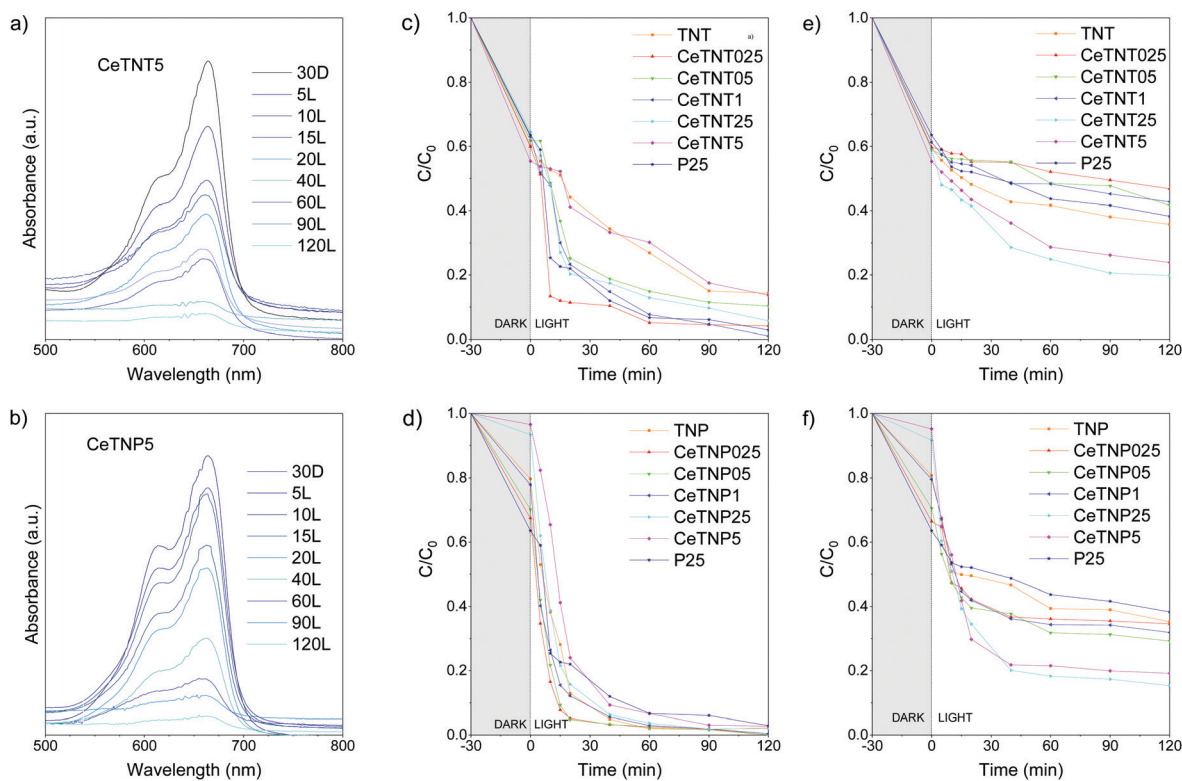 a)
CeTNT5
30D
5L
10L
15L
20L
40L
60L
90L
120L
Absorbance (a.u.)
500 600 700 800
Wavelength (nm)
c)
1.0
0.8
0.6
0.4
0.2
0.0
C/C0
TNT
a)
CeTNT025
CeTNT05
CeTNT1
CeTNT25
CeTNT5
P25
DARK LIGHT
-30 0 30 60 90 120
Time (min)
e)
1.0
0.8
0.6
0.4
0.2
0.0
C/C0
TNT
CeTNT025
CeTNT05
CeTNT1
CeTNT25
CeTNT5
P25
DARK LIGHT
-30 0 30 60 90 120
Time (min)
b)
CeTNP5
30D
5L
10L
15L
20L
40L
60L
90L
120L
Absorbance (a.u.)
500 600 700 800
Wavelength (nm)
d)
1.0
0.8
0.6
0.4
0.2
0.0
C/C0
TNP
CeTNP025
CeTNP05
CeTNP1
CeTNP25
CeTNP5
P25
DARK LIGHT
-30 0 30 60 90 120
Time (min)
f)
1.0
0.8
0.6
0.4
0.2
0.0
C/C0
TNP
CeTNP025
CeTNP05
CeTNP1
CeTNP25
CeTNP5
P25
DARK LIGHT
-30 0 30 60 90 120
Time (min)